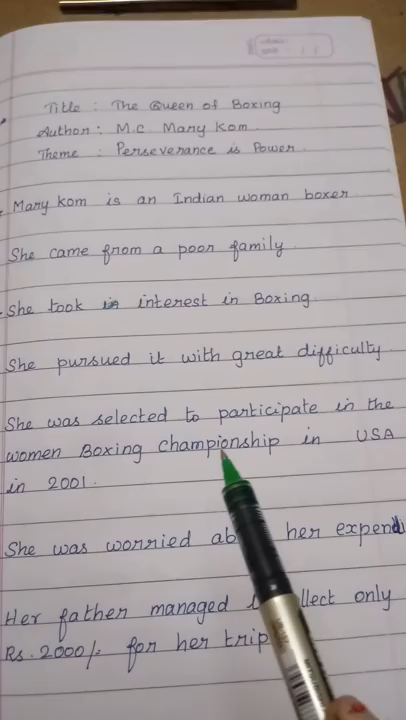 Title : The Queen of Boxing
Author : M.C. Mary Kom
Theme : Perseverance is Power.
Mary kom is an Indian woman boxer
She came from a poor family
She took in interest in Boxing
She pursued it with great difficulty
She was selected to participate in the
women Boxing championship in USA
in 2001.
She was worried her
Her father managed only
Rs. 2000/- for her trip